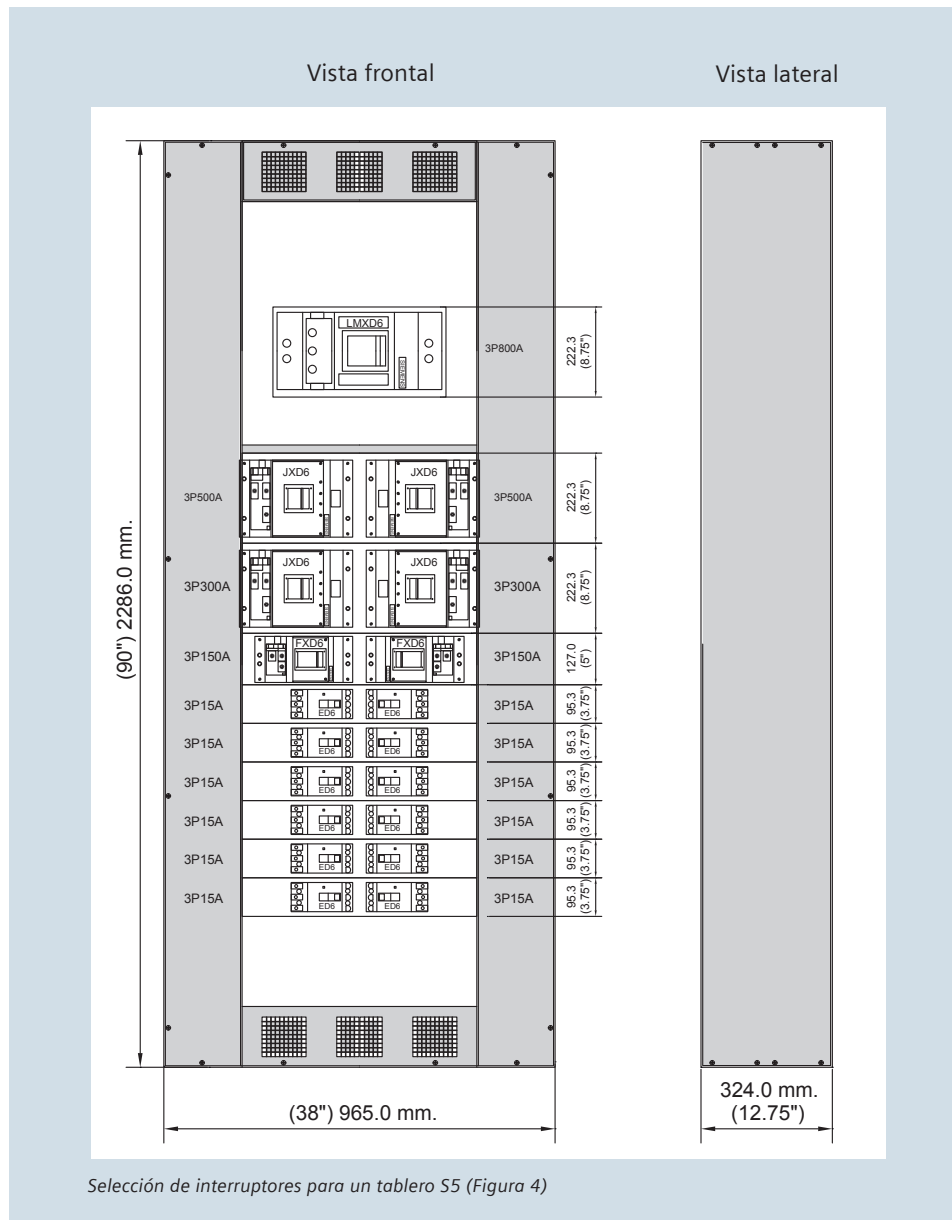 Vista frontal
Vista lateral
LMXD6
SIEMENS
3P800A
222.3
(8.75")
JXD6
JXD6
3P500A
3P500A
222.3
(8.75")
JXD6
JXD6
3P300A
3P300A
222.3
(8.75")
FXD6
FXD6
3P150A
3P150A
127.0
(5")
3P15A
ED6
ED6
3P15A
95.3
(3.75")
3P15A
ED6
ED6
3P15A
95.3
(3.75")
3P15A
ED6
ED6
3P15A
95.3
(3.75")
3P15A
ED6
ED6
3P15A
95.3
(3.75")
3P15A
ED6
ED6
3P15A
95.3
(3.75")
3P15A
ED6
ED6
3P15A
95.3
(3.75")
(90") 2286.0 mm.
(38") 965.0 mm.
324.0 mm.
(12.75")
Selección de interruptores para un tablero S5 (Figura 4)